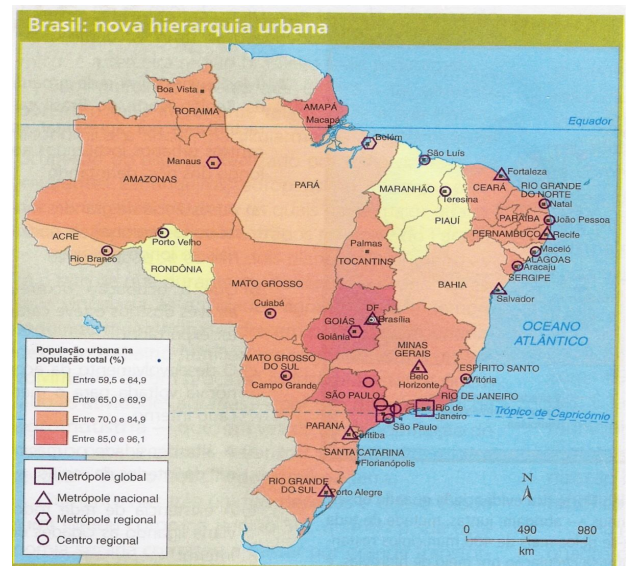 Brasil: nova hierarquia urbana
Boa Vista
RORAIMA
AMAPÁ
Macapá
Equador
Belém
São Luís
Manaus
Fortaleza
AMAZONAS
PARÁ
MARANHÃO
CEARÁ
RIO GRANDE
DO NORTE
Teresina
Natal
PARAÍBA
João Pessoa
PIAUÍ
PERNAMBUCO
Recife
ACRE
Porto Velho
Palmas
Maceió
ALAGOAS
Rio Branco
TOCANTINS
Aracaju
RONDÔNIA
SERGIPE
MATO GROSSO
BAHIA
Salvador
Cuiabá
DF
GOIÁS
Brasília
Goiânia
OCEANO
ATLÂNTICO
MINAS
GERAIS
População urbana na
população total (%)
MATO GROSSO
DO SUL
Belo
Horizonte
ESPÍRITO SANTO
Campo Grande
Vitória
Entre 59,5 e 64,9
SÃO PAULO
RIO DE JANEIRO
Entre 65,0 e 69,9
Rio de
Janeiro
Trópico de Capricórnio
Entre 70,0 e 84,9
PARANÁ
São Paulo
Entre 85,0 e 96,1
Curitiba
SANTA CATARINA
Florianópolis
Metrópole global
RIO GRANDE
DO SUL
Porto Alegre
Metrópole nacional
Metrópole regional
Centro regional
N
0 490 980
km